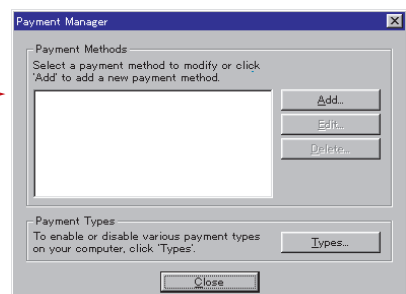 Payment Manager
Payment Methods
Select a payment method to modify or click
'Add' to add a new payment method.
Add...
Edit...
Delete...
Payment Types
To enable or disable various payment types
on your computer, click 'Types'.
Types...
Close